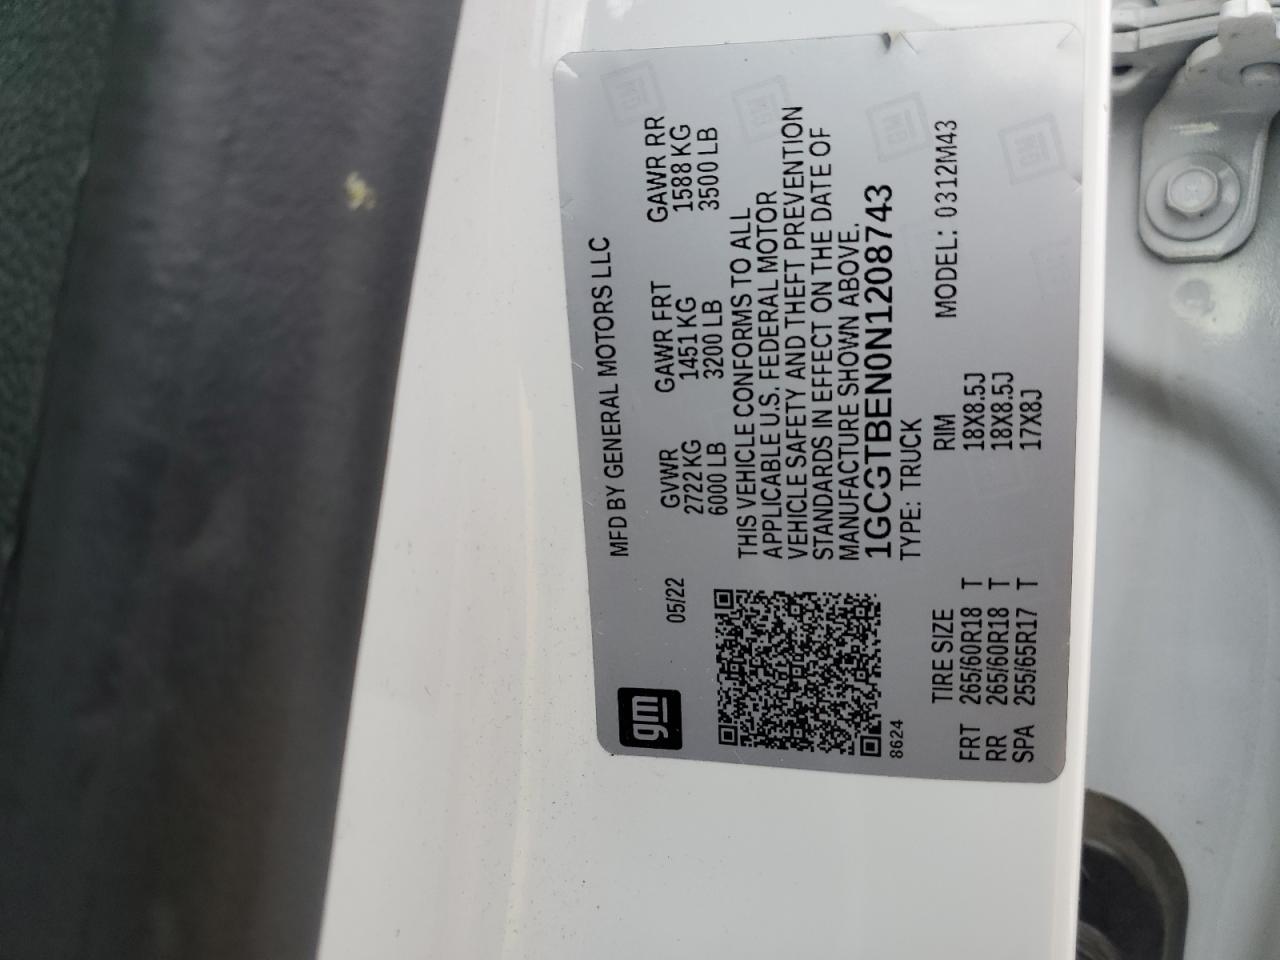 gm
MFD BY GENERAL MOTORS LLC
05/22
GVWR GAWR FRT GAWR RR
2722 KG 1451 KG 1588 KG
6000 LB 3200 LB 3500 LB
THIS VEHICLE CONFORMS TO ALL
APPLICABLE U.S. FEDERAL MOTOR
VEHICLE SAFETY AND THEFT PREVENTION
STANDARDS IN EFFECT ON THE DATE OF
MANUFACTURE SHOWN ABOVE.
1GCGTBEN0N1208743
8624
TYPE: TRUCK MODEL: 0312M43
TIRE SIZE RIM
FRT 265/60R18 T 18X8.5J
RR 265/60R18 T 18X8.5J
SPA 255/65R17 T 17X8J